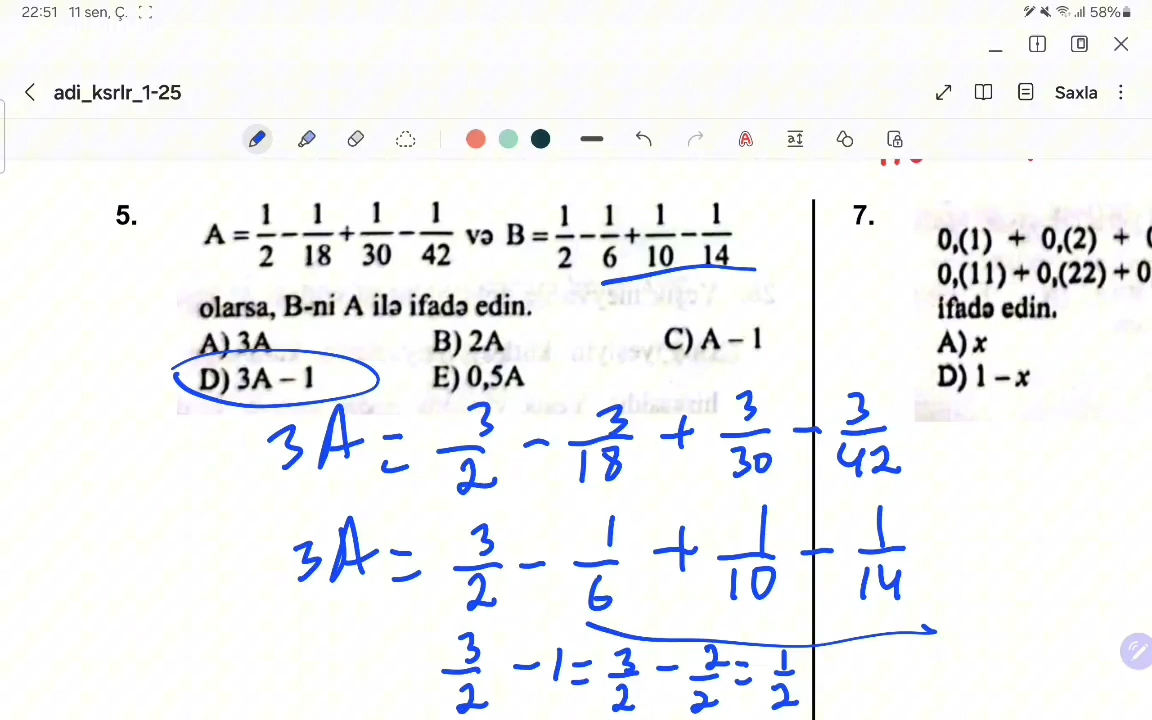 22:51 11 sen, Ç. 58%
adi_ksrlr_1-25 Saxla
5. A = 1/2 − 1/18 + 1/30 − 1/42 və B = 1/2 − 1/6 + 1/10 − 1/14
olarsa, B-ni A ilə ifadə edin.
A) 3A B) 2A C) A − 1
D) 3A − 1 E) 0,5A
3A = 3/2 − 3/18 + 3/30 − 3/42
3A = 3/2 − 1/6 + 1/10 − 1/14
3/2 − 1 = 3/2 − 2/2 = 1/2
7.
0,(1) + 0,(2) +
0,(11) + 0,(22) + 0
ifadə edin.
A) x
D) 1 − x